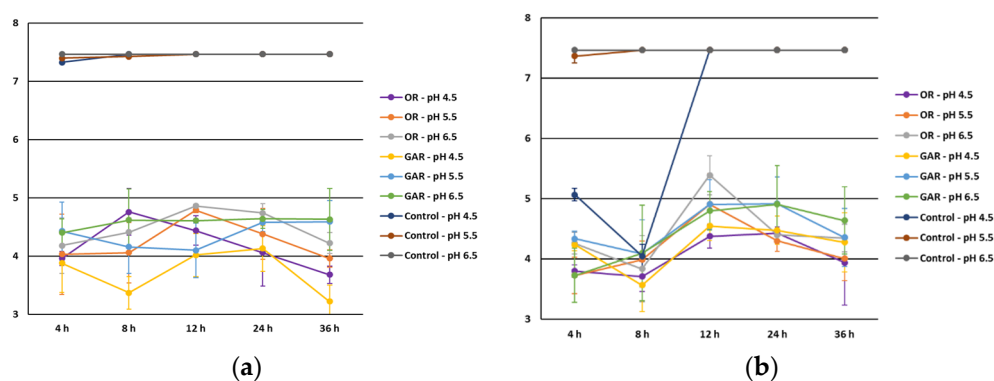 8
7
6
5
4
3
4 h 8 h 12 h 24 h 36 h
OR - pH 4.5
OR - pH 5.5
OR - pH 6.5
GAR - pH 4.5
GAR - pH 5.5
GAR - pH 6.5
Control - pH 4.5
Control - pH 5.5
Control - pH 6.5
(a)
8
7
6
5
4
3
4 h 8 h 12 h 24 h 36 h
OR - pH 4.5
OR - pH 5.5
OR - pH 6.5
GAR - pH 4.5
GAR - pH 5.5
GAR - pH 6.5
Control - pH 4.5
Control - pH 5.5
Control - pH 6.5
(b)